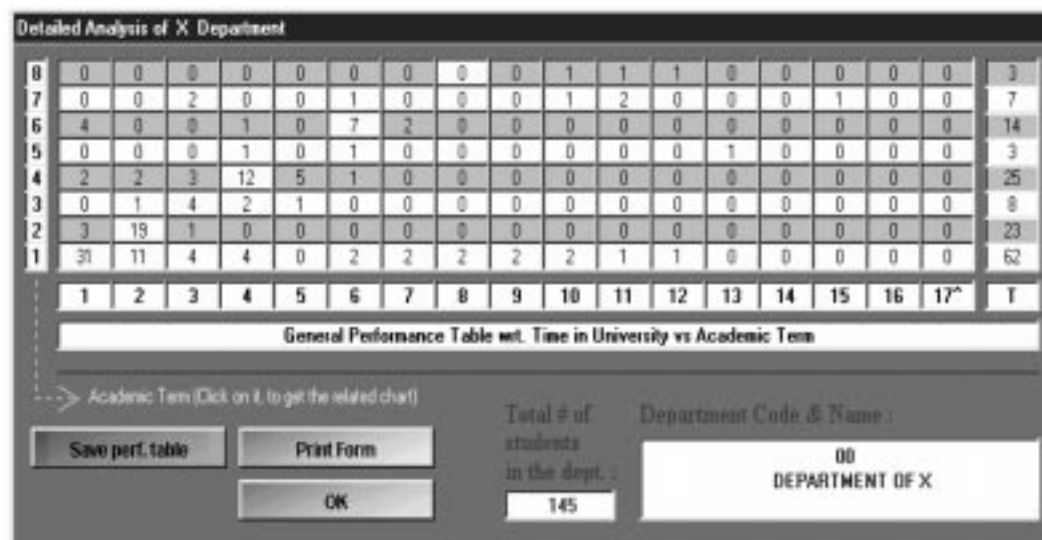 Detailed Analysis of X Department
8 0 0 0 0 0 0 0 0 0 1 1 1 0 0 0 0 0 3
7 0 0 2 0 0 1 0 0 0 1 2 0 0 0 1 0 0 7
6 4 0 0 1 0 7 2 0 0 0 0 0 0 0 0 0 0 14
5 0 0 0 1 0 1 0 0 0 0 0 0 1 0 0 0 0 3
4 2 2 3 12 5 1 0 0 0 0 0 0 0 0 0 0 0 25
3 0 1 4 2 1 0 0 0 0 0 0 0 0 0 0 0 0 8
2 3 19 1 0 0 0 0 0 0 0 0 0 0 0 0 0 0 23
1 31 11 4 4 0 2 2 2 2 2 1 1 0 0 0 0 0 62
1 2 3 4 5 6 7 8 9 10 11 12 13 14 15 16 17^ T
General Performance Table wrt. Time in University vs Academic Term
Academic Term (Click on it, to get the related chart)
Save perf. table
Print Form
OK
Total # of
students
in the dept. :
145
Department Code & Name :
00
DEPARTMENT OF X